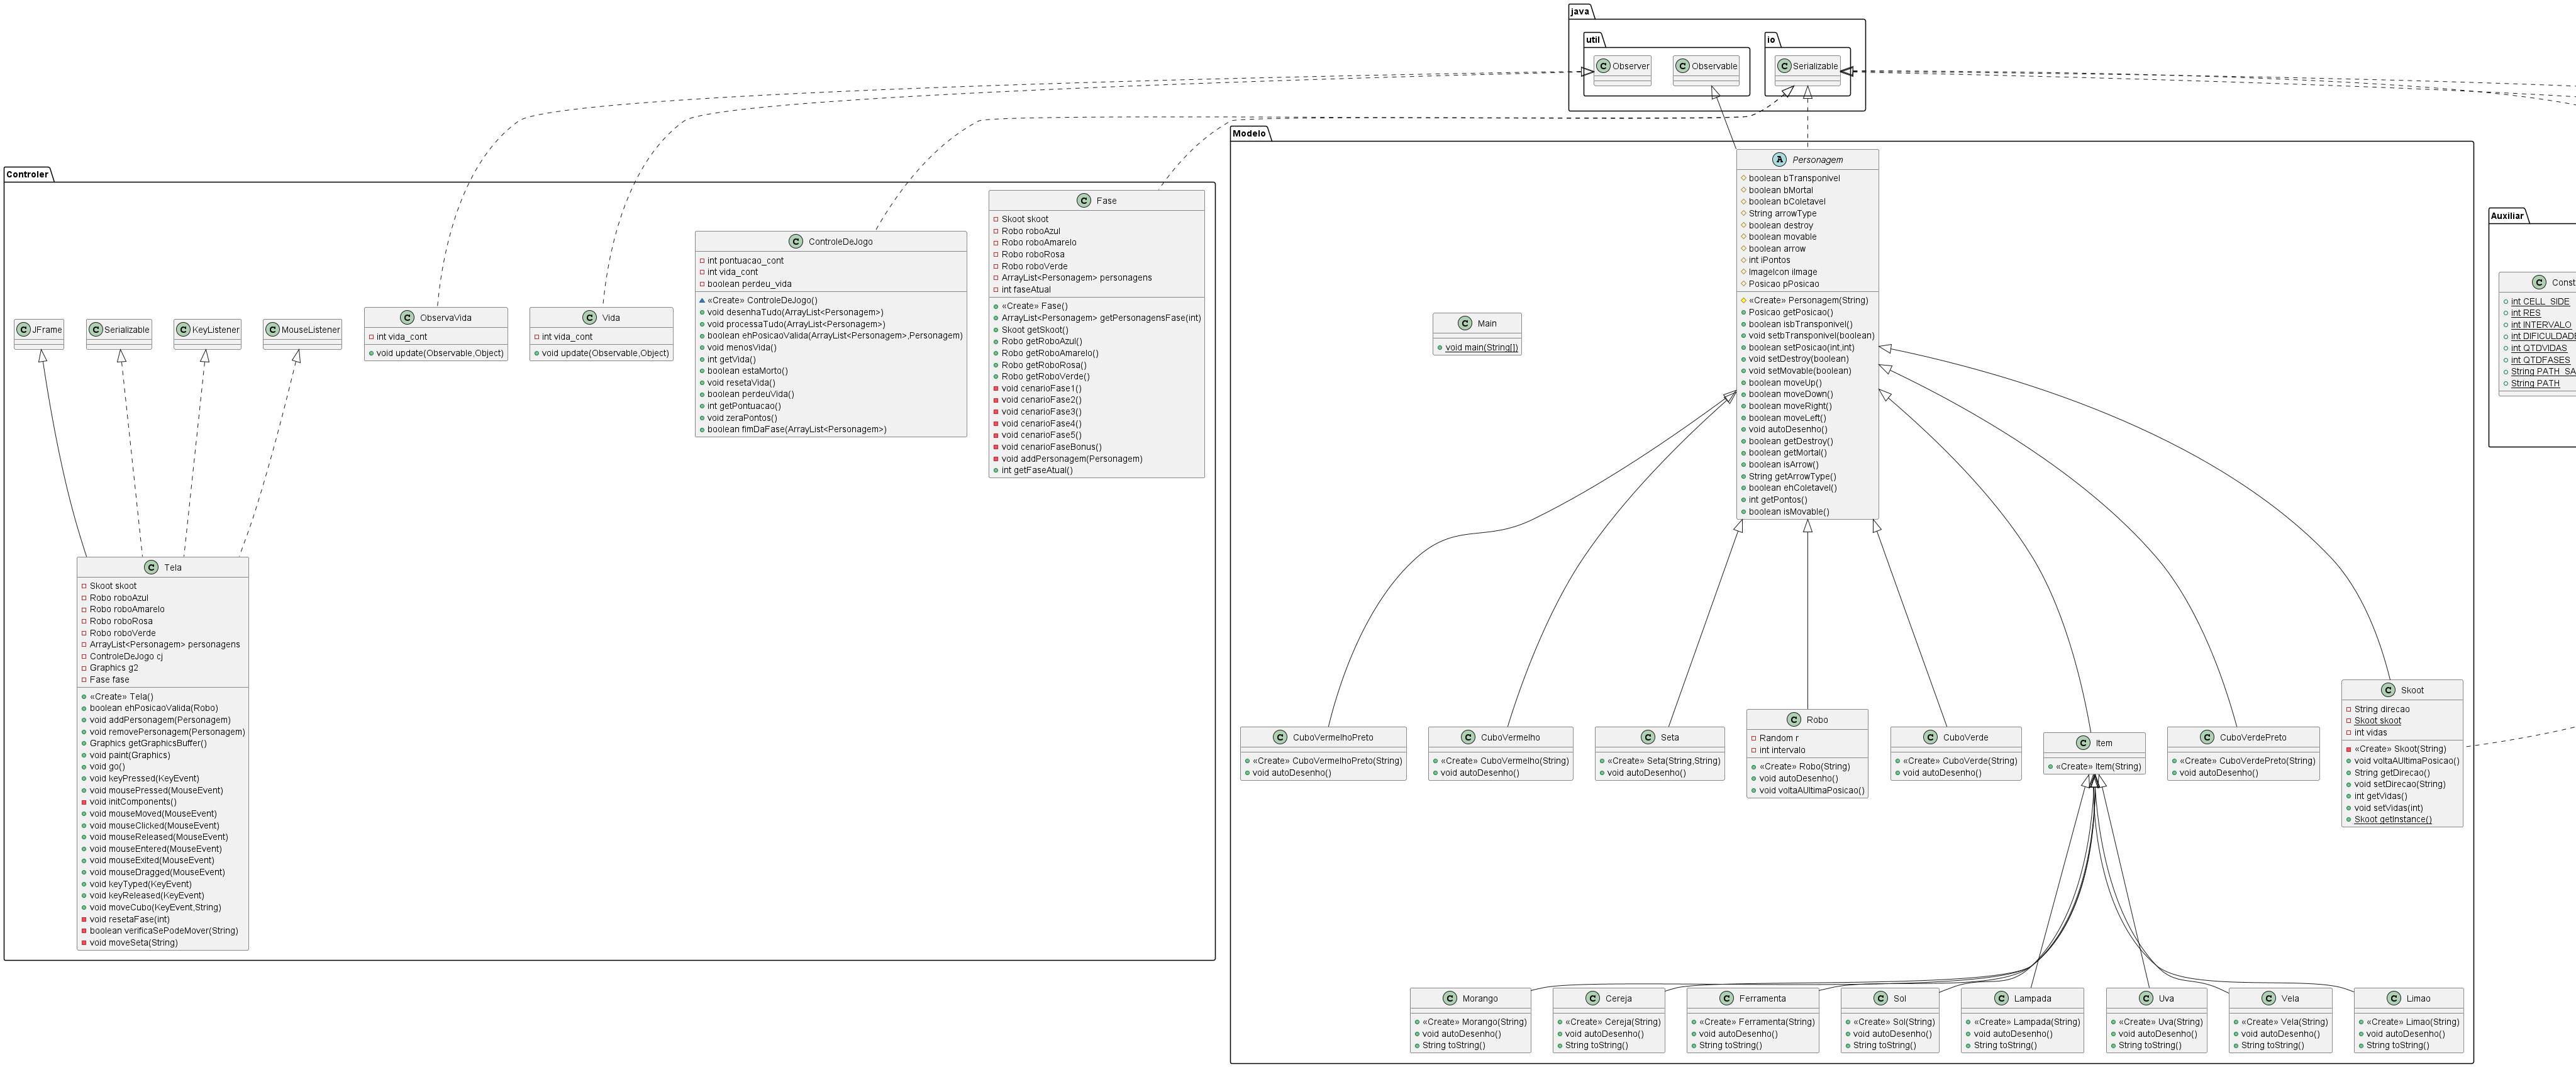 java
util
io
Observer
Observable
Serializable
Modelo
Personagem
boolean bTransponivel
boolean bMortal
boolean bColetavel
String arrowType
boolean destroy
boolean movable
boolean arrow
int iPontos
ImageIcon iImage
Posicao pPosicao
«Create» Personagem(String)
Posicao getPosicao()
boolean isbTransponivel()
void setbTransponivel(boolean)
boolean setPosicao(int,int)
void setDestroy(boolean)
void setMovable(boolean)
boolean moveUp()
boolean moveDown()
boolean moveRight()
boolean moveLeft()
void autoDesenho()
boolean getDestroy()
boolean getMortal()
boolean isArrow()
String getArrowType()
boolean ehColetavel()
int getPontos()
boolean isMovable()
Controler
Fase
Skoot skoot
Robo roboAzul
Robo roboAmarelo
Robo roboRosa
Robo roboVerde
ArrayList<Personagem> personagens
int faseAtual
«Create» Fase()
ArrayList<Personagem> getPersonagensFase(int)
Skoot getSkoot()
Robo getRoboAzul()
Robo getRoboAmarelo()
Robo getRoboRosa()
Robo getRoboVerde()
void cenarioFase1()
void cenarioFase2()
void cenarioFase3()
void cenarioFase4()
void cenarioFase5()
void cenarioFaseBonus()
void addPersonagem(Personagem)
int getFaseAtual()
ControleDeJogo
int pontuacao_cont
int vida_cont
boolean perdeu_vida
«Create» ControleDeJogo()
void desenhaTudo(ArrayList<Personagem>)
void processaTudo(ArrayList<Personagem>)
boolean ehPosicaoValida(ArrayList<Personagem>,Personagem)
void menosVida()
int getVida()
boolean estaMorto()
void resetaVida()
boolean perdeuVida()
int getPontuacao()
void zeraPontos()
boolean fimDaFase(ArrayList<Personagem>)
JFrame
Serializable
KeyListener
MouseListener
ObservaVida
int vida_cont
void update(Observable,Object)
Vida
int vida_cont
void update(Observable,Object)
Tela
Skoot skoot
Robo roboAzul
Robo roboAmarelo
Robo roboRosa
Robo roboVerde
ArrayList<Personagem> personagens
ControleDeJogo cj
Graphics g2
Fase fase
«Create» Tela()
boolean ehPosicaoValida(Robo)
void addPersonagem(Personagem)
void removePersonagem(Personagem)
Graphics getGraphicsBuffer()
void paint(Graphics)
void go()
void keyPressed(KeyEvent)
void mousePressed(MouseEvent)
void initComponents()
void mouseMoved(MouseEvent)
void mouseClicked(MouseEvent)
void mouseReleased(MouseEvent)
void mouseEntered(MouseEvent)
void mouseExited(MouseEvent)
void mouseDragged(MouseEvent)
void keyTyped(KeyEvent)
void keyReleased(KeyEvent)
void moveCubo(KeyEvent,String)
void resetaFase(int)
boolean verificaSePodeMover(String)
void moveSeta(String)
Main
void main(String[])
Auxiliar
Const
int CELL_SIDE
int RES
int INTERVALO
int DIFICULDADE
int QTDVIDAS
int QTDFASES
String PATH_SA
String PATH
CuboVermelhoPreto
«Create» CuboVermelhoPreto(String)
void autoDesenho()
CuboVermelho
«Create» CuboVermelho(String)
void autoDesenho()
Seta
«Create» Seta(String,String)
void autoDesenho()
Robo
Random r
int intervalo
«Create» Robo(String)
void autoDesenho()
void voltaAUltimaPosicao()
CuboVerde
«Create» CuboVerde(String)
void autoDesenho()
Item
«Create» Item(String)
CuboVerdePreto
«Create» CuboVerdePreto(String)
void autoDesenho()
Skoot
String direcao
Skoot skoot
int vidas
«Create» Skoot(String)
void voltaAUltimaPosicao()
String getDirecao()
void setDirecao(String)
int getVidas()
void setVidas(int)
Skoot getInstance()
Morango
«Create» Morango(String)
void autoDesenho()
String toString()
Cereja
«Create» Cereja(String)
void autoDesenho()
String toString()
Ferramenta
«Create» Ferramenta(String)
void autoDesenho()
String toString()
Sol
«Create» Sol(String)
void autoDesenho()
String toString()
Lampada
«Create» Lampada(String)
void autoDesenho()
String toString()
Uva
«Create» Uva(String)
void autoDesenho()
String toString()
Vela
«Create» Vela(String)
void autoDesenho()
String toString()
Limao
«Create» Limao(String)
void autoDesenho()
String toString()